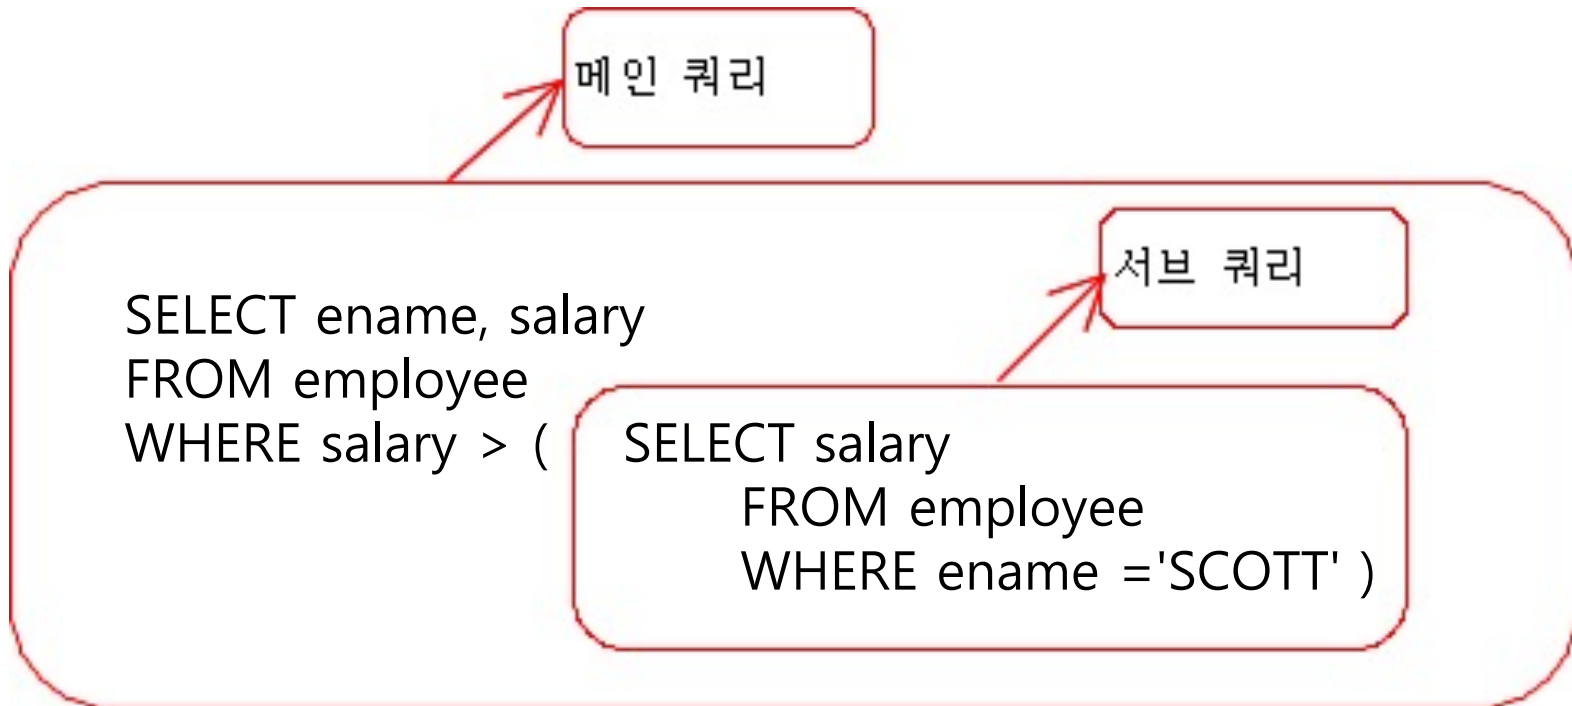 메인 쿼리
서브 쿼리
SELECT ename, salary
FROM employee
WHERE salary > ( SELECT salary
FROM employee
WHERE ename ='SCOTT' )